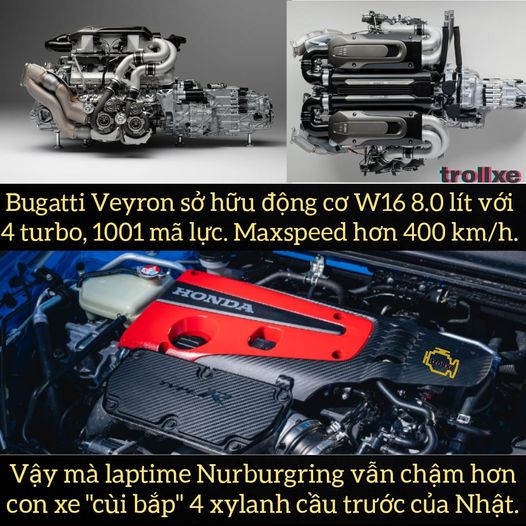 trollxe
Bugatti Veyron sở hữu động cơ W16 8.0 lít với
4 turbo, 1001 mã lực. Maxspeed hơn 400 km/h.
HONDA
trollxe
Vậy mà laptime Nurburgring vẫn chậm hơn
con xe "cùi bắp" 4 xylanh cầu trước của Nhật.